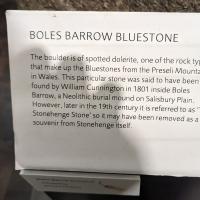 BOLES BARROW BLUESTONE
The boulder is of spotted dolerite, one of the rock typ
that make up the Bluestones from the Preseli Mounta
in Wales. This particular stone was said to have been
found by William Cunnington in 1801 inside Boles
Barrow, a Neolithic burial mound on Salisbury Plain.
However, later in the 19th century it is referred to as '
Stonehenge Stone' so it may have been removed as a
souvenir from Stonehenge itself.